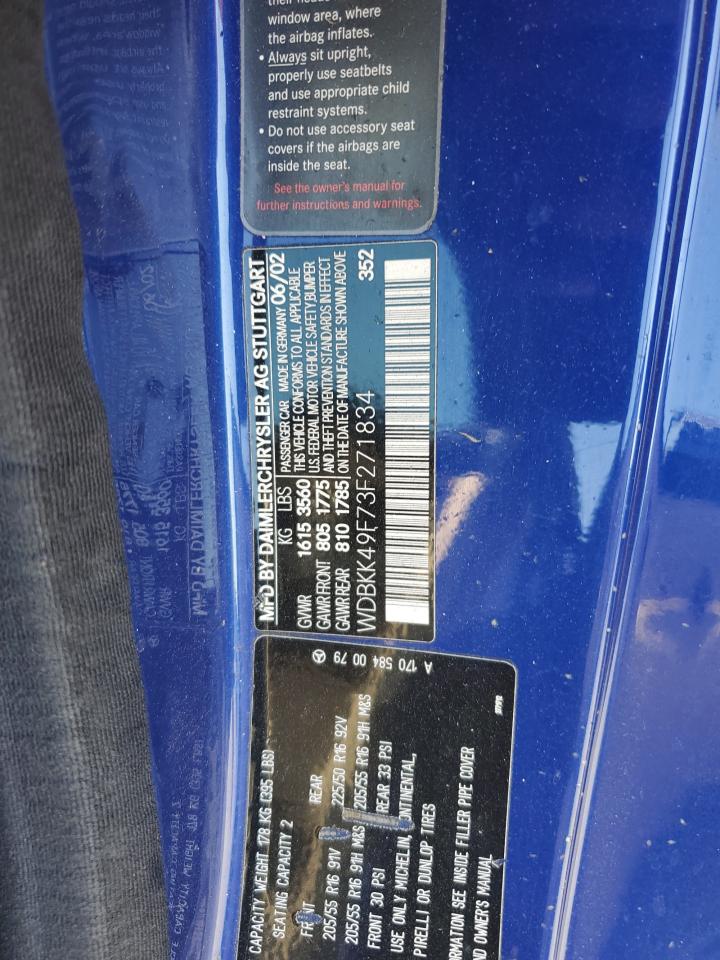 window area, where
the airbag inflates.
• Always sit upright,
properly use seatbelts
and use appropriate child
restraint systems.
• Do not use accessory seat
covers if the airbags are
inside the seat.
See the owner's manual for
further instructions and warnings.
MFD BY DAIMLERCHRYSLER AG STUTTGART
KG LBS PASSENGER CAR MADE IN GERMANY 06/02
GVWR 1615 3560 THIS VEHICLE CONFORMS TO ALL APPLICABLE
U.S. FEDERAL MOTOR VEHICLE SAFETY, BUMPER
GAWR FRONT 805 1775 AND THEFT PREVENTION STANDARDS IN EFFECT
GAWR REAR 810 1785 ON THE DATE OF MANUFACTURE SHOWN ABOVE
WDBKK49F73F271834 352
A 170 584 00 79
CAPACITY WEIGHT 178 KG (395 LBS)
SEATING CAPACITY 2
FRONT REAR
205/55 R16 91V 225/50 R16 92V
205/55 R16 91H M&S 205/55 R16 91H M&S
FRONT 30 PSI REAR 33 PSI
USE ONLY MICHELIN,
PIRELLI OR DUNLOP TIRES
SEE INSIDE FILLER PIPE COVER
OWNER'S MANUAL